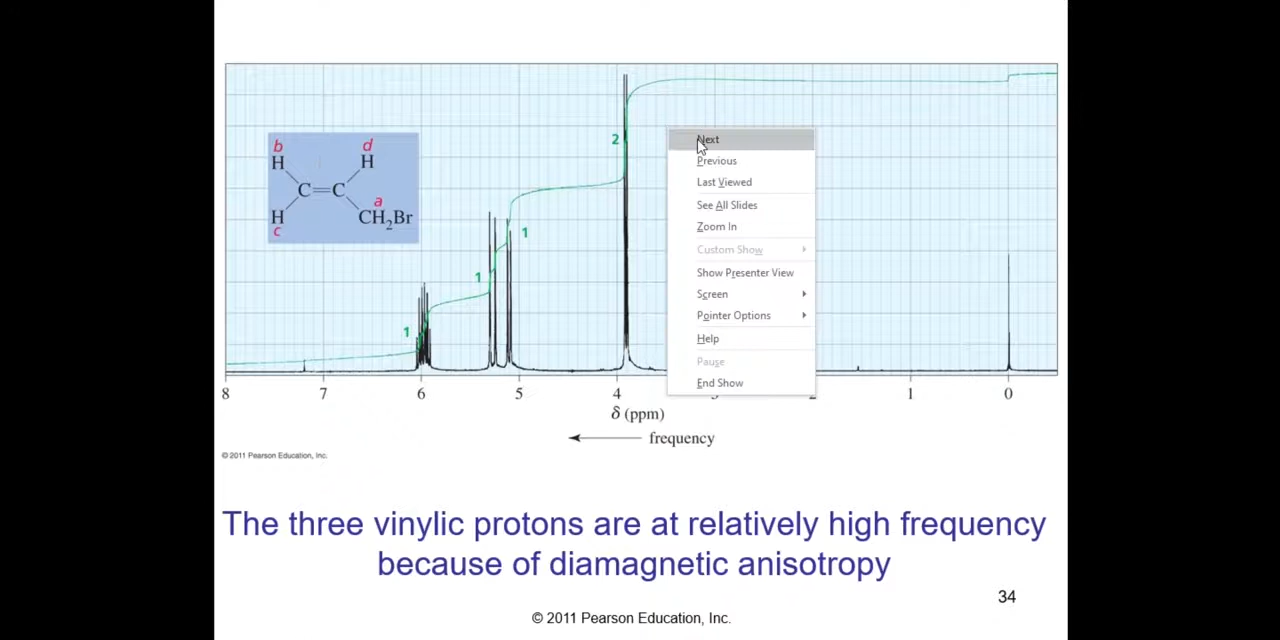 b
H
d
H
C=C
a
H
CH₂Br
c
2
1
1
1
Next
Previous
Last Viewed
See All Slides
Zoom In
Custom Show
Show Presenter View
Screen
Pointer Options
Help
Pause
End Show
8 7 6 5 4 3 2 1 0
δ (ppm)
frequency
© 2011 Pearson Education, Inc.
The three vinylic protons are at relatively high frequency
because of diamagnetic anisotropy
34
© 2011 Pearson Education, Inc.